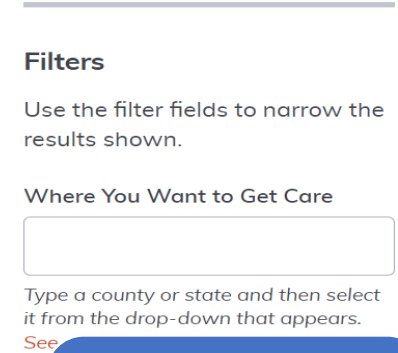 Filters
Use the filter fields to narrow the
results shown.
Where You Want to Get Care
Type a county or state and then select
it from the drop-down that appears.
See